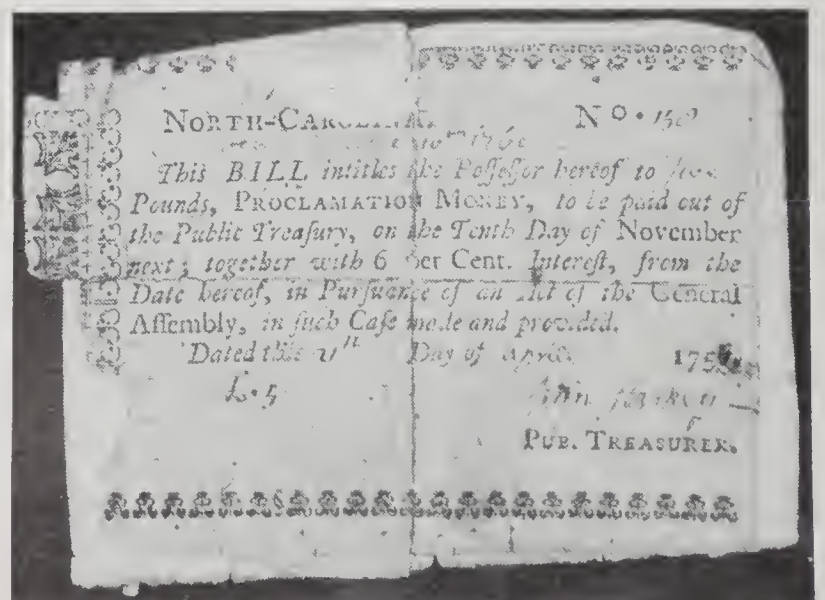 NORTH-CAROLINA. No.
This BILL intitles the Poſſeſſor hereof to
Pounds, PROCLAMATION MONEY, to be paid out of
the Public Treaſury, on the Tenth Day of November
next; together with 6 per Cent. Intereſt, from the
Date hereof, in Purſuance of an Act of the General
Aſſembly, in ſuch Caſe made and provided.
Dated this Day of April 175
L. 5
PUB. TREASURER.